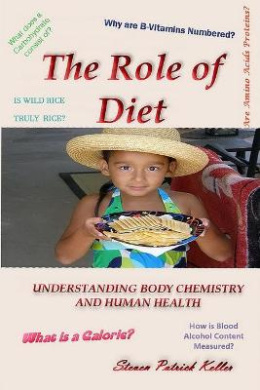 What does a
Carbohydrate
consist of?
Why are B-Vitamins Numbered?
Are Amino Acids Proteins?
The Role of
Diet
IS WILD RICE
TRULY RICE?
UNDERSTANDING BODY CHEMISTRY
AND HUMAN HEALTH
What is a Calorie?
How is Blood
Alcohol Content
Measured?
Steven Patrick Keller